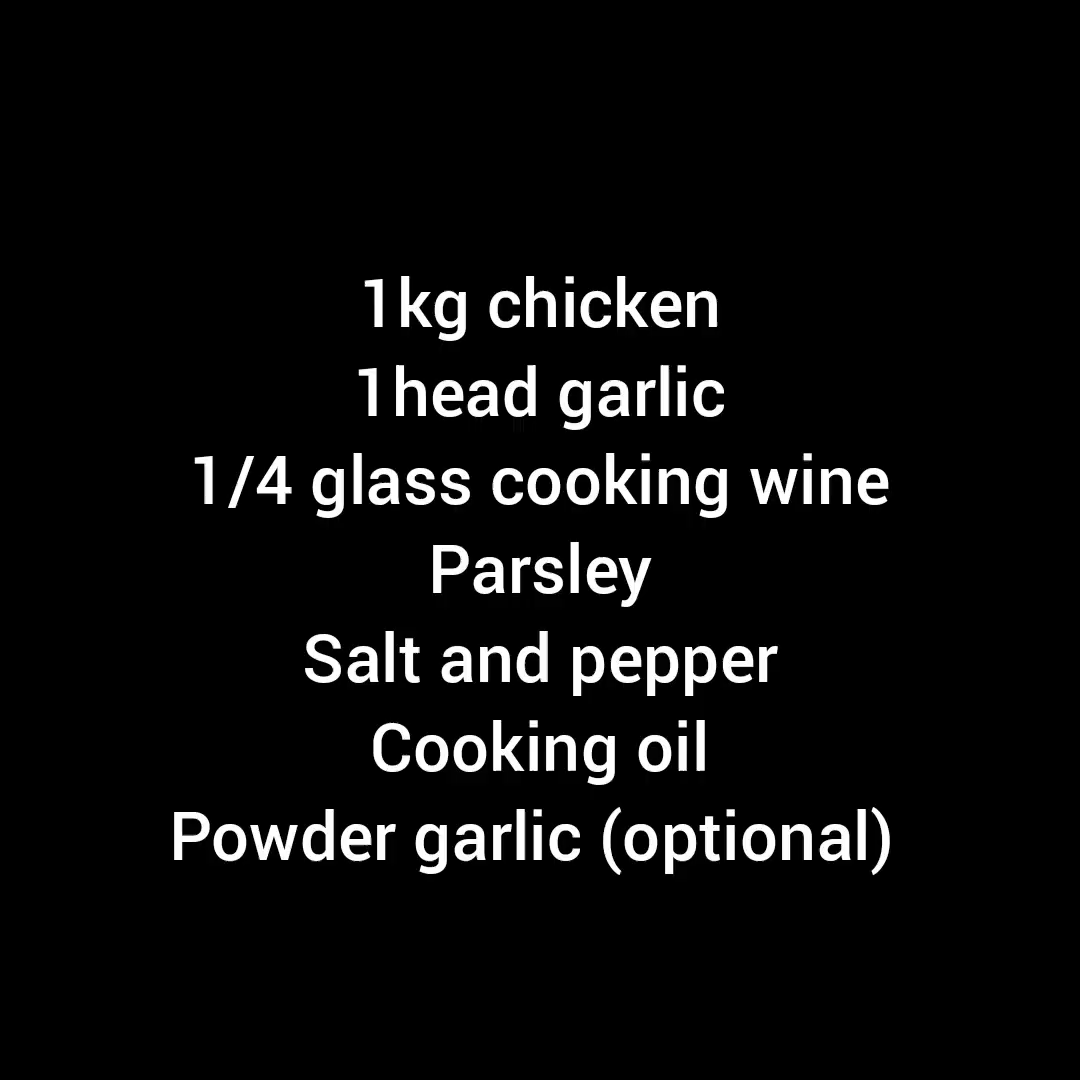 1kg chicken
1head garlic
1/4 glass cooking wine
Parsley
Salt and pepper
Cooking oil
Powder garlic (optional)